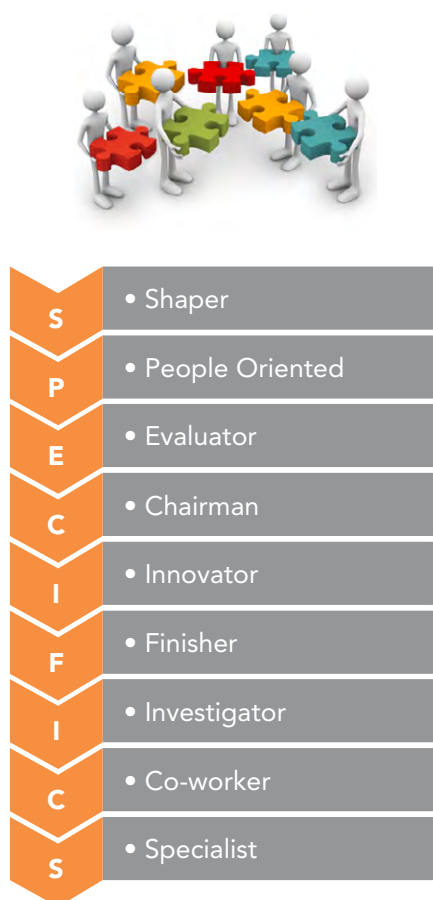 S • Shaper
P • People Oriented
E • Evaluator
C • Chairman
I • Innovator
F • Finisher
I • Investigator
C • Co-worker
S • Specialist